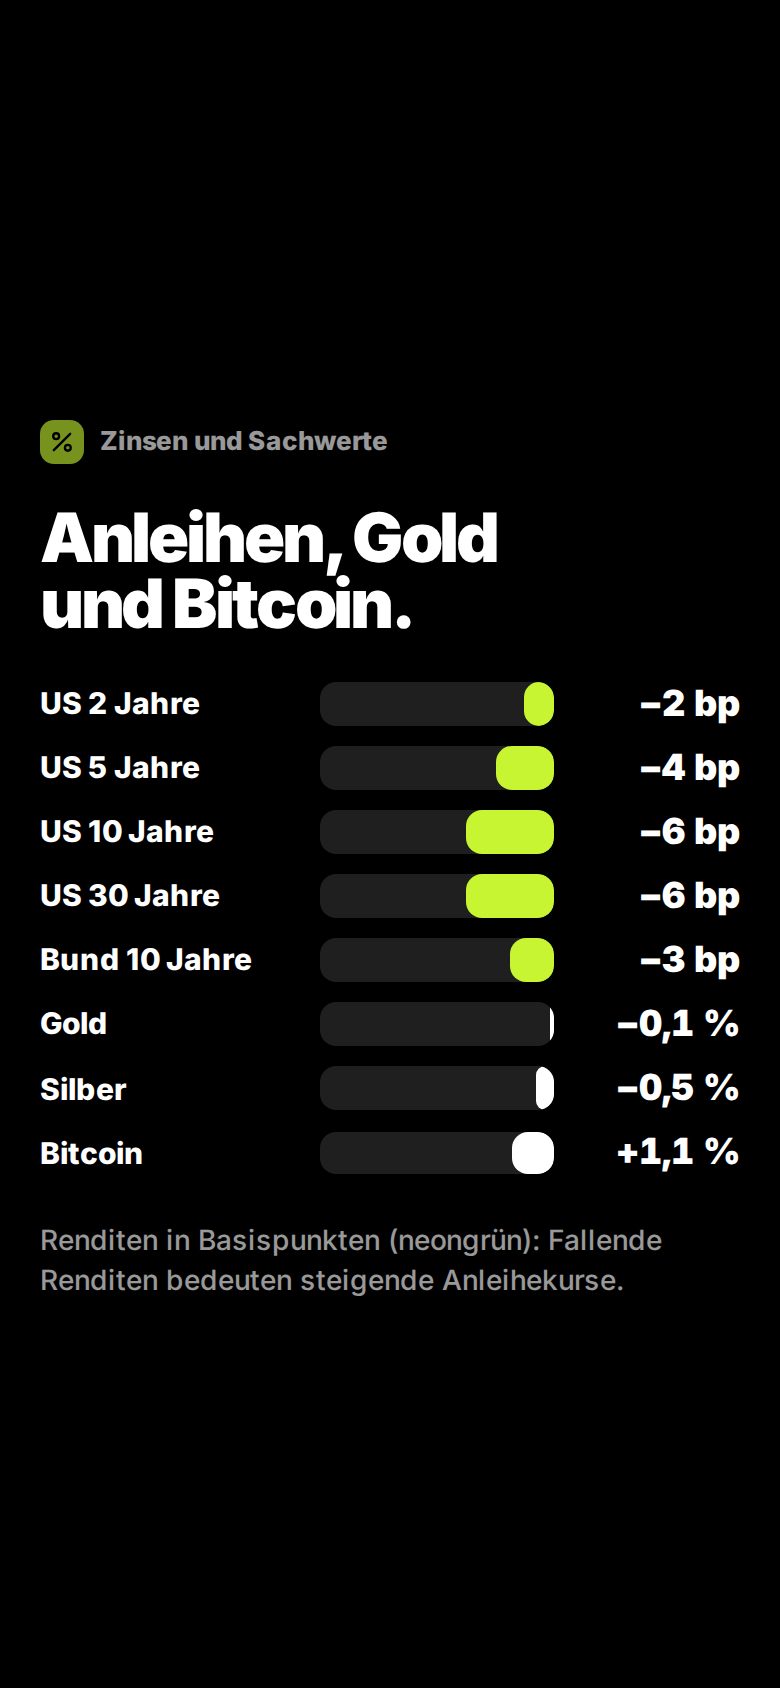 % Zinsen und Sachwerte
Anleihen, Gold
und Bitcoin.
US 2 Jahre −2 bp
US 5 Jahre −4 bp
US 10 Jahre −6 bp
US 30 Jahre −6 bp
Bund 10 Jahre −3 bp
Gold −0,1 %
Silber −0,5 %
Bitcoin +1,1 %
Renditen in Basispunkten (neongrün): Fallende
Renditen bedeuten steigende Anleihekurse.